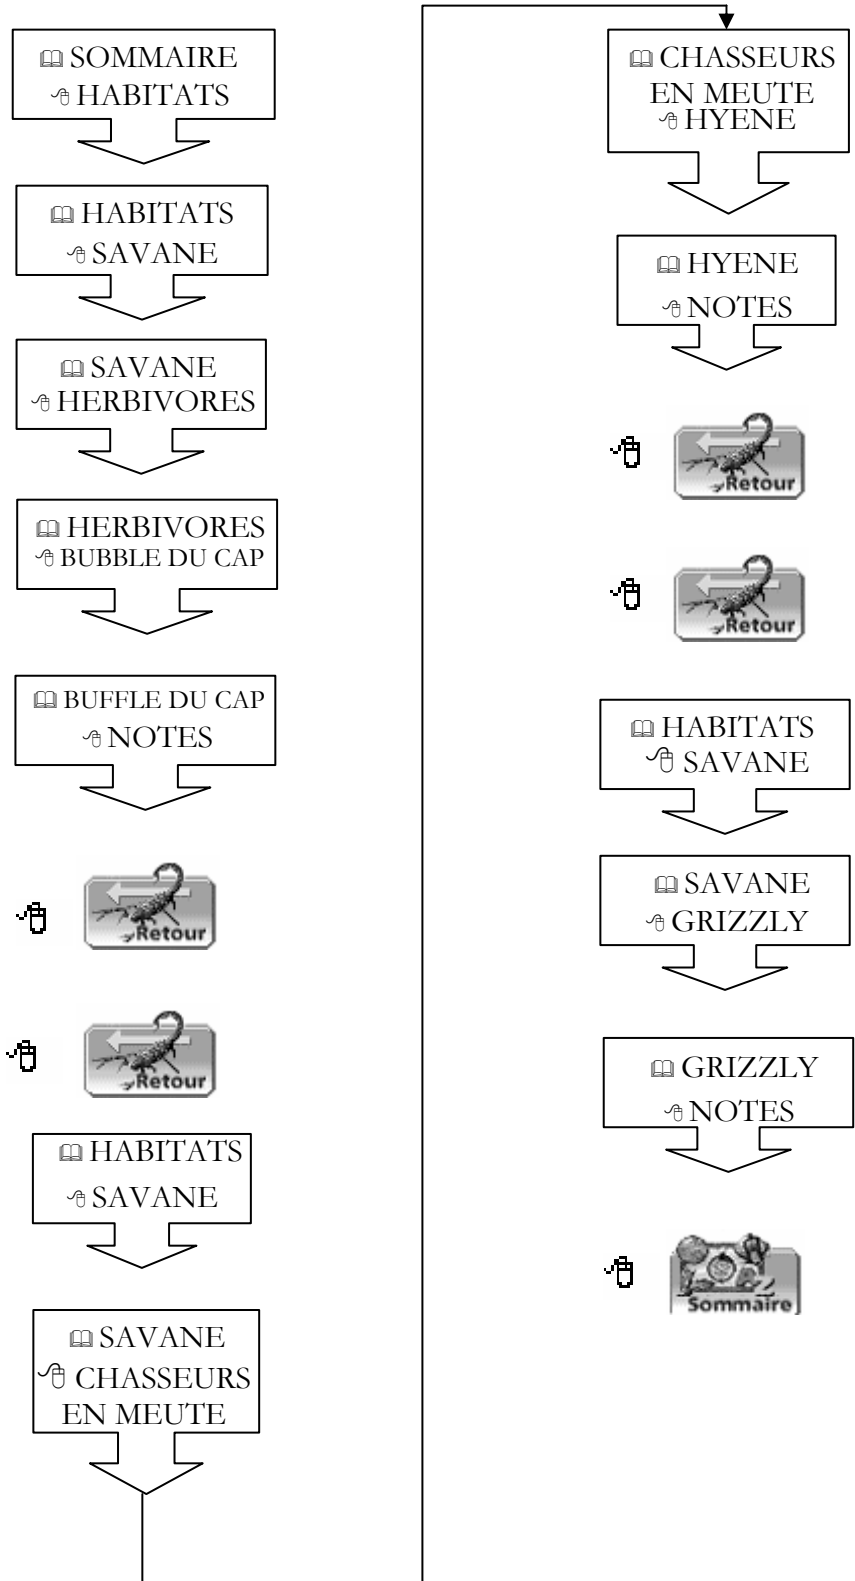 SOMMAIRE
HABITATS
HABITATS
SAVANE
SAVANE
HERBIVORES
HERBIVORES
BUBBLE DU CAP
BUFFLE DU CAP
NOTES
Retour
Retour
HABITATS
SAVANE
SAVANE
CHASSEURS
EN MEUTE
CHASSEURS
EN MEUTE
HYENE
HYENE
NOTES
Retour
Retour
HABITATS
SAVANE
SAVANE
GRIZZLY
GRIZZLY
NOTES
Sommaire